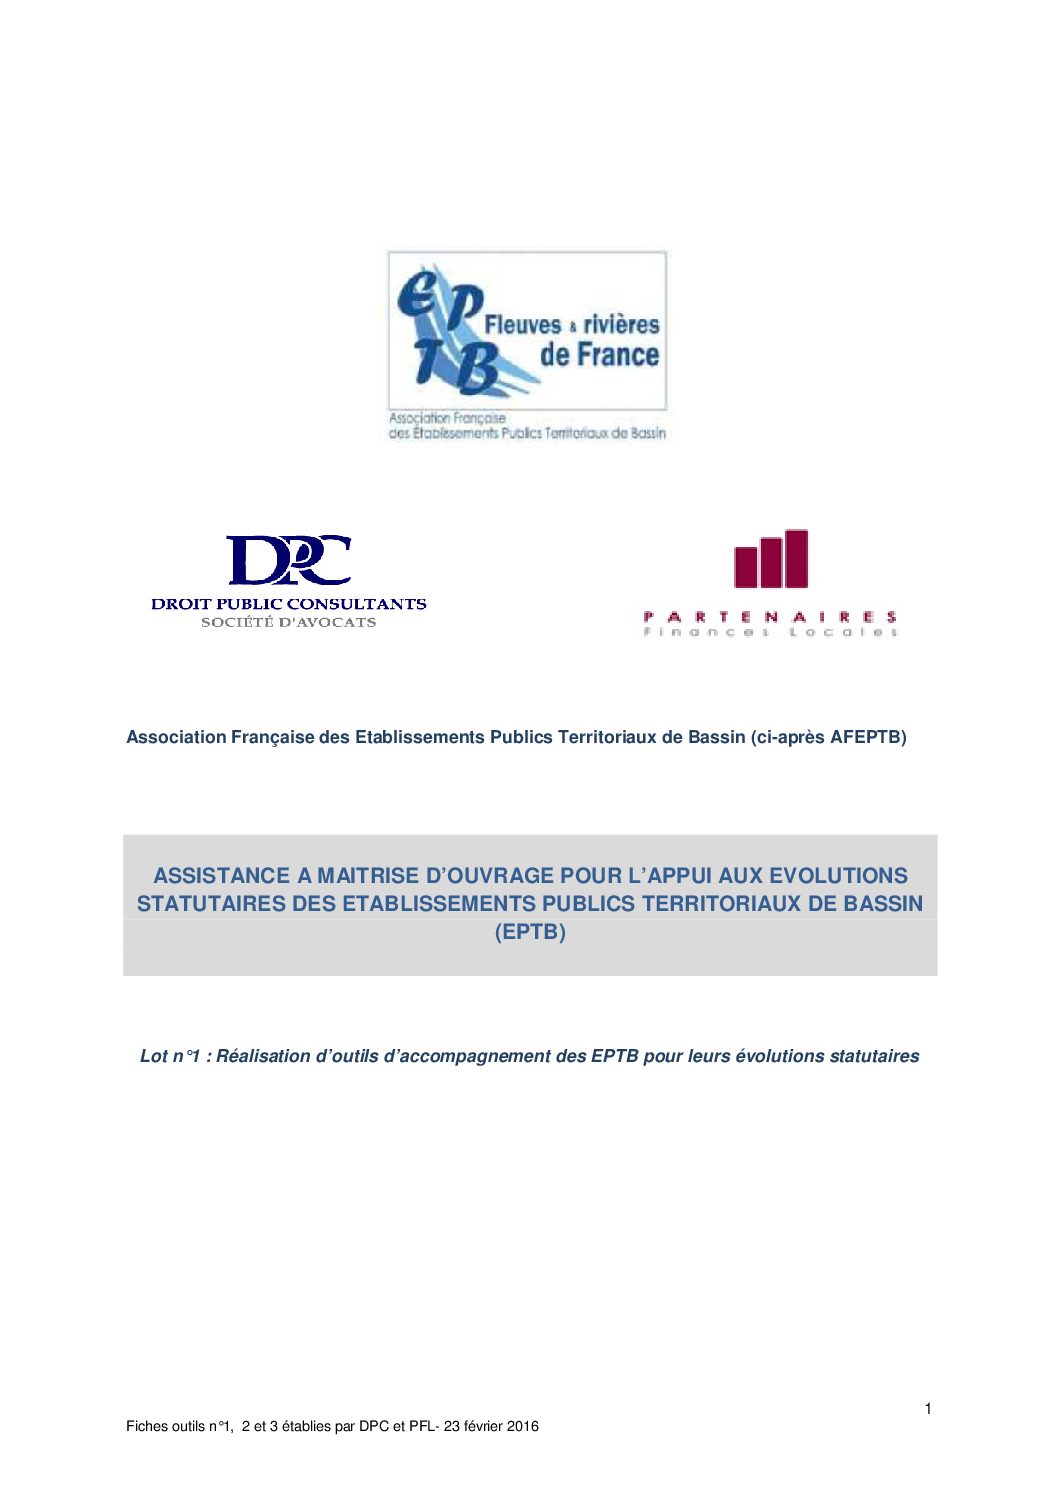 EP
TB
Fleuves & rivières
de France
Association Française
des Établissements Publics Territoriaux de Bassin
DPC
DROIT PUBLIC CONSULTANTS
SOCIÉTÉ D'AVOCATS
PARTENAIRES
Finances Locales
Association Française des Etablissements Publics Territoriaux de Bassin (ci-après AFEPTB)
ASSISTANCE A MAITRISE D’OUVRAGE POUR L’APPUI AUX EVOLUTIONS
STATUTAIRES DES ETABLISSEMENTS PUBLICS TERRITORIAUX DE BASSIN
(EPTB)
Lot n°1 : Réalisation d’outils d’accompagnement des EPTB pour leurs évolutions statutaires
1
Fiches outils n°1, 2 et 3 établies par DPC et PFL- 23 février 2016